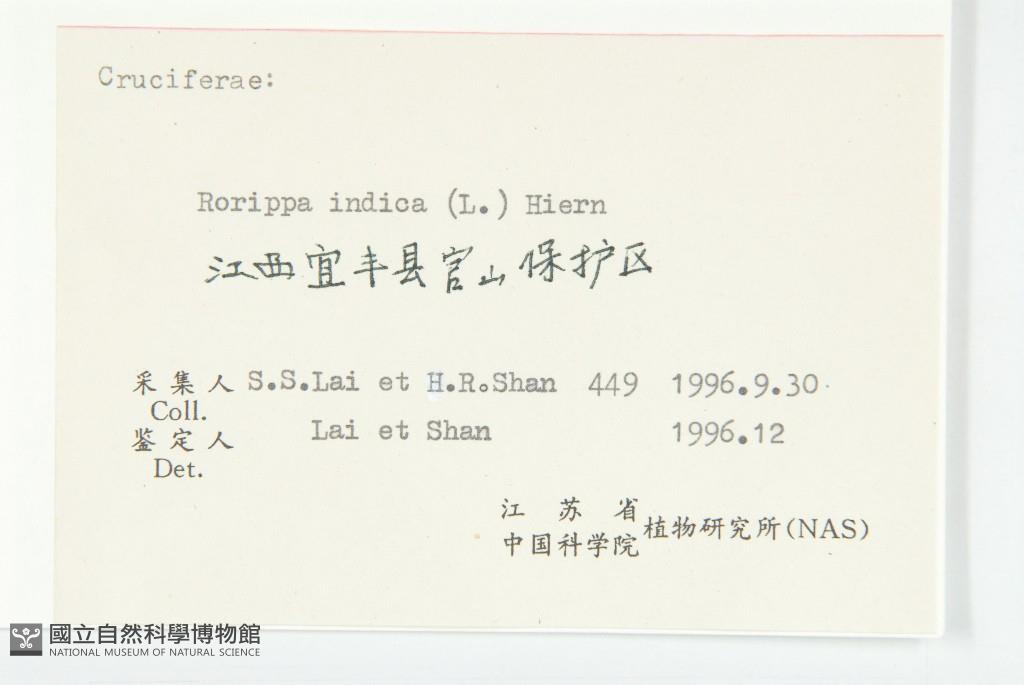 Cruciferae:
Rorippa indica (L.) Hiern
江西宜丰县官山保护区
采集人 S.S.Lai et H.R.Shan 449 1996.9.30
Coll.
鉴定人 Lai et Shan 1996.12
Det.
江苏省
中国科学院 植物研究所(NAS)
國立自然科學博物館
NATIONAL MUSEUM OF NATURAL SCIENCE